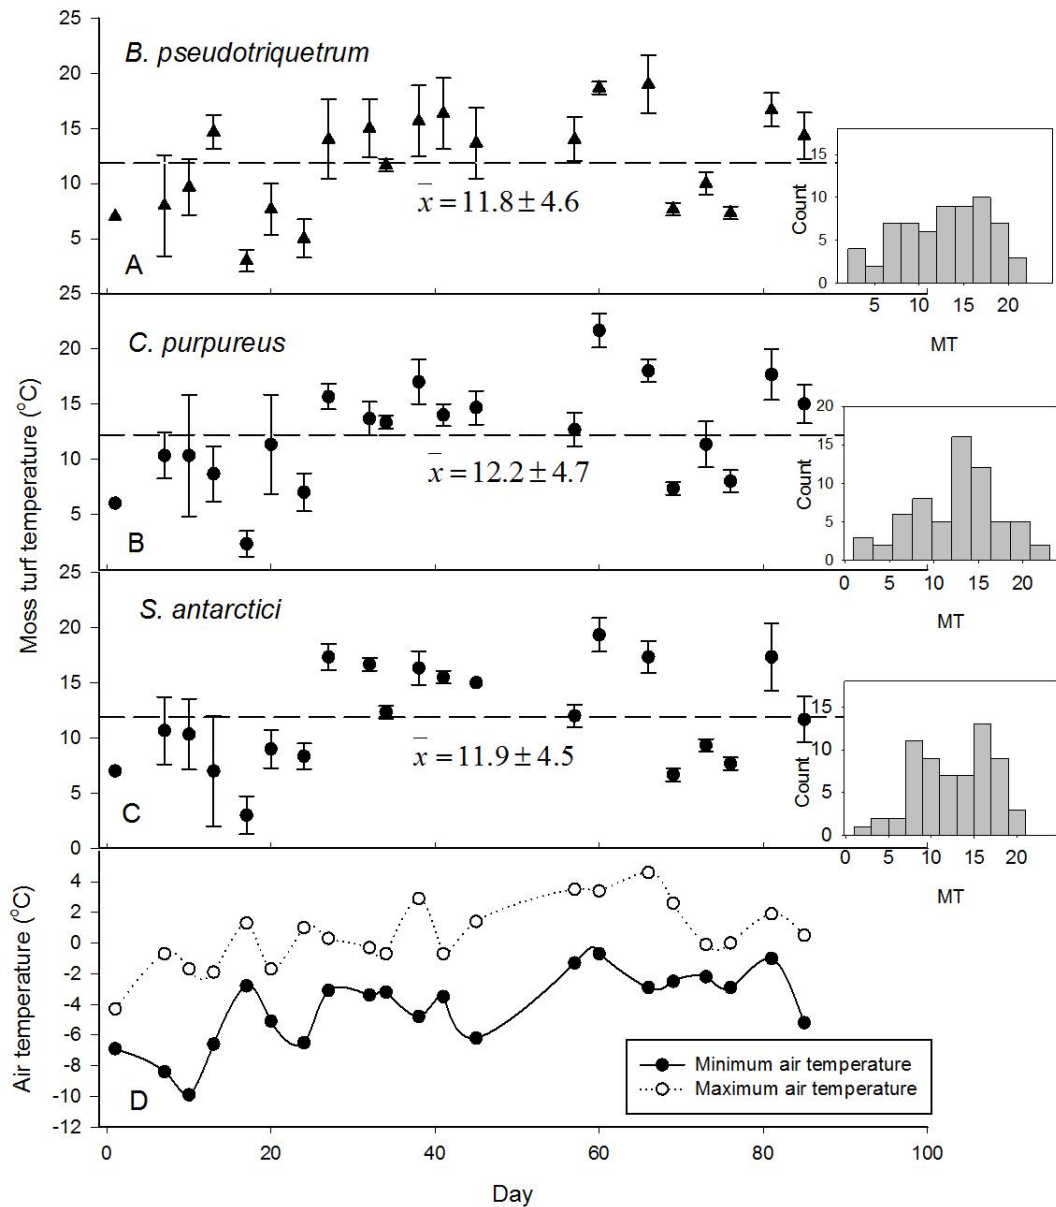 Moss turf temperature (°C)
25
20
15
10
5
B. pseudotriquetrum
x̄ = 11.8 ± 4.6
A
Count
15
10
5
0
5 10 15 20
MT
25
20
15
10
5
C. purpureus
x̄ = 12.2 ± 4.7
B
Count
20
15
10
5
0
0 5 10 15 20
MT
25
20
15
10
5
0
S. antarctici
x̄ = 11.9 ± 4.5
C
Count
15
10
5
0
0 5 10 15 20
MT
Air temperature (°C)
4
2
0
-2
-4
-6
-8
-10
-12
D
Minimum air temperature
Maximum air temperature
0 20 40 60 80 100
Day